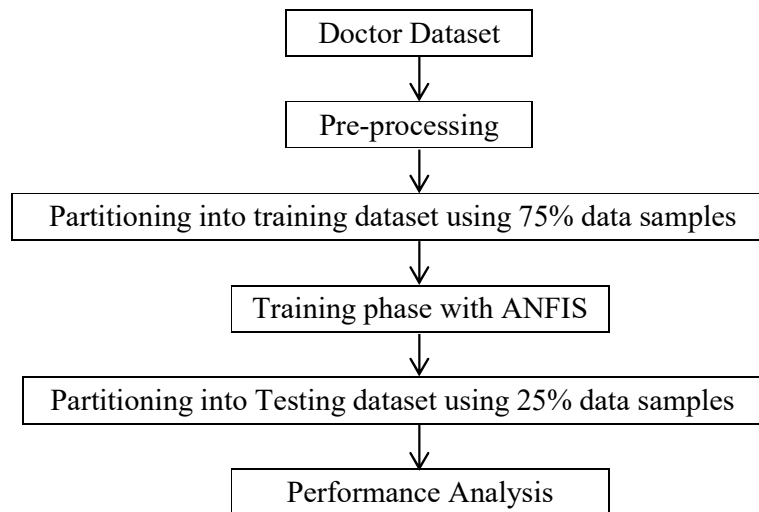 Doctor Dataset
Pre-processing
Partitioning into training dataset using 75% data samples
Training phase with ANFIS
Partitioning into Testing dataset using 25% data samples
Performance Analysis